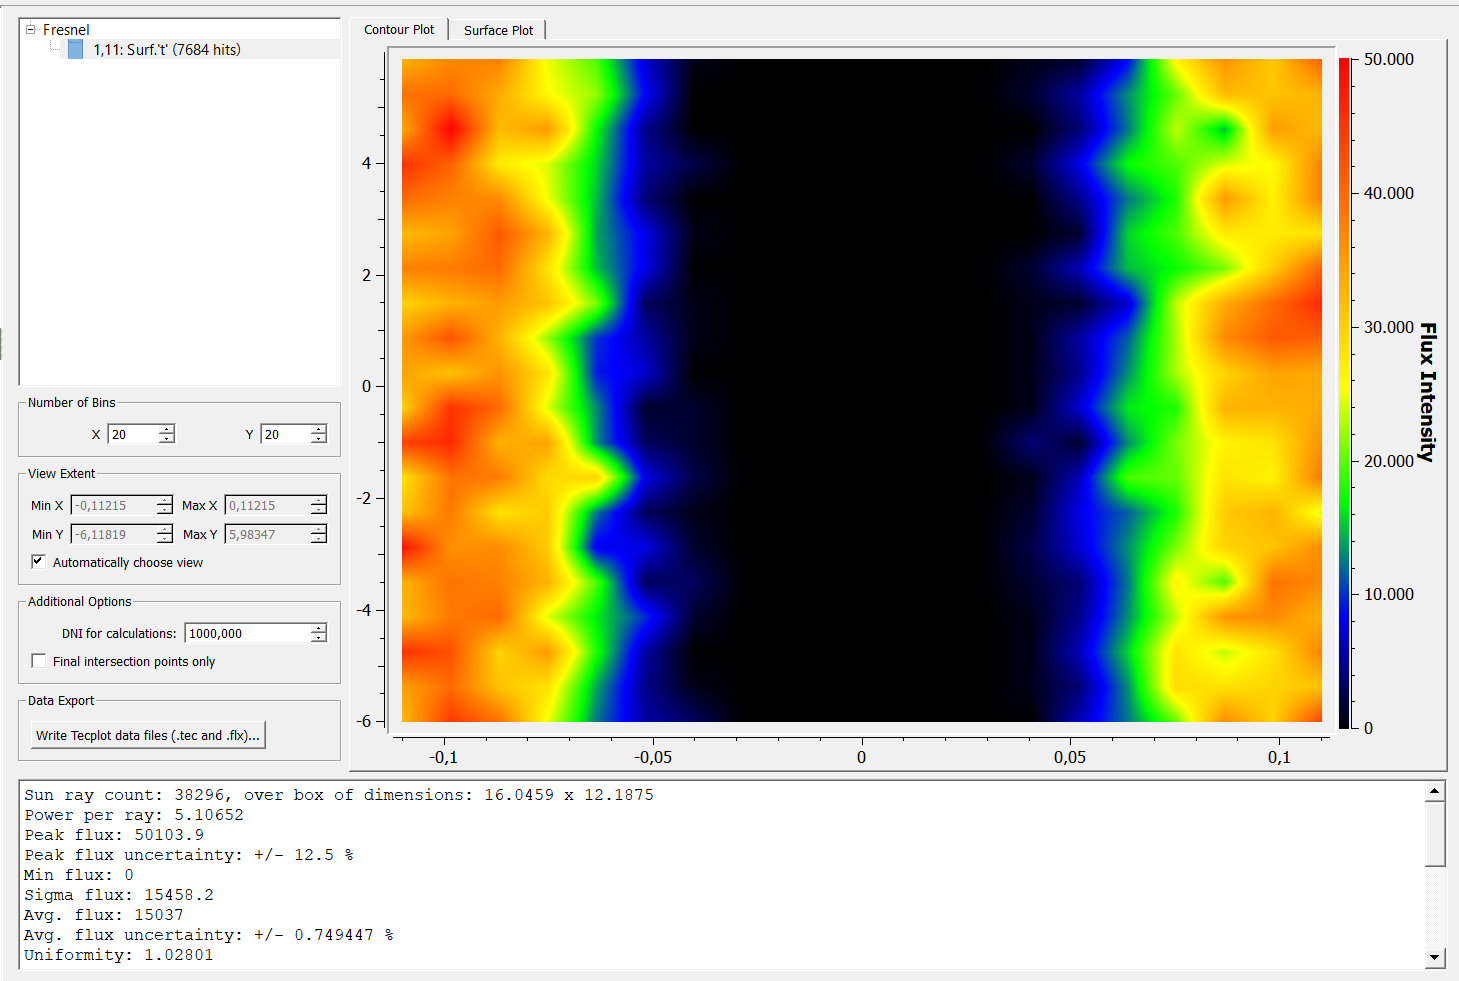 Fresnel
1,11: Surf.'t' (7684 hits)
Contour Plot
Surface Plot
Number of Bins
X 20 Y 20
View Extent
Min X -0,11215 Max X 0,11215
Min Y -6,11819 Max Y 5,98347
Automatically choose view
Additional Options
DNI for calculations: 1000,000
Final intersection points only
Data Export
Write Tecplot data files (.tec and .flx)...
4
2
0
-2
-4
-6
-0,1 -0,05 0 0,05 0,1
50.000
40.000
30.000
20.000
10.000
0
Flux Intensity
Sun ray count: 38296, over box of dimensions: 16.0459 x 12.1875
Power per ray: 5.10652
Peak flux: 50103.9
Peak flux uncertainty: +/- 12.5 %
Min flux: 0
Sigma flux: 15458.2
Avg. flux: 15037
Avg. flux uncertainty: +/- 0.749447 %
Uniformity: 1.02801